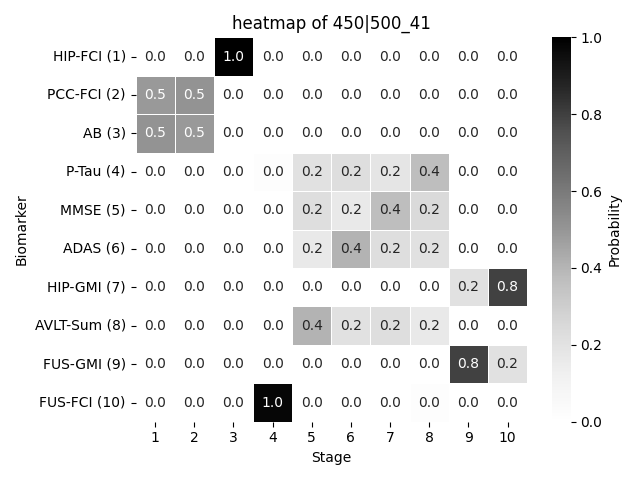 heatmap of 450|500_41
HIP-FCI (1) 0.0 0.0 1.0 0.0 0.0 0.0 0.0 0.0 0.0 0.0
PCC-FCI (2) 0.5 0.5 0.0 0.0 0.0 0.0 0.0 0.0 0.0 0.0
AB (3) 0.5 0.5 0.0 0.0 0.0 0.0 0.0 0.0 0.0 0.0
P-Tau (4) 0.0 0.0 0.0 0.0 0.2 0.2 0.2 0.4 0.0 0.0
MMSE (5) 0.0 0.0 0.0 0.0 0.2 0.2 0.4 0.2 0.0 0.0
ADAS (6) 0.0 0.0 0.0 0.0 0.2 0.4 0.2 0.2 0.0 0.0
HIP-GMI (7) 0.0 0.0 0.0 0.0 0.0 0.0 0.0 0.0 0.2 0.8
AVLT-Sum (8) 0.0 0.0 0.0 0.0 0.4 0.2 0.2 0.2 0.0 0.0
FUS-GMI (9) 0.0 0.0 0.0 0.0 0.0 0.0 0.0 0.0 0.8 0.2
FUS-FCI (10) 0.0 0.0 0.0 1.0 0.0 0.0 0.0 0.0 0.0 0.0
1 2 3 4 5 6 7 8 9 10
Stage
Biomarker
1.0
0.8
0.6
0.4
0.2
0.0
Probability